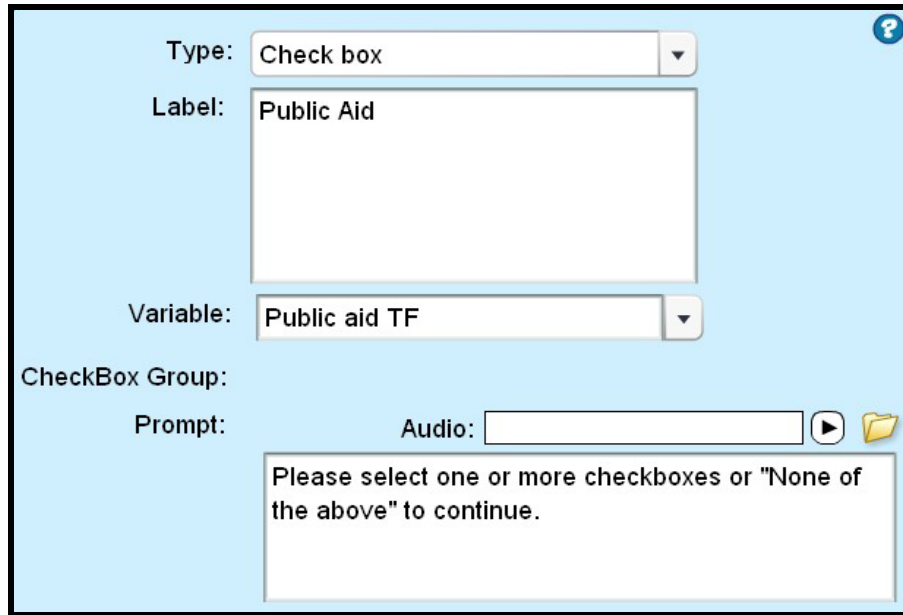 ?
Type: Check box
Label: Public Aid
Variable: Public aid TF
CheckBox Group:
Prompt: Audio:
Please select one or more checkboxes or "None of
the above" to continue.